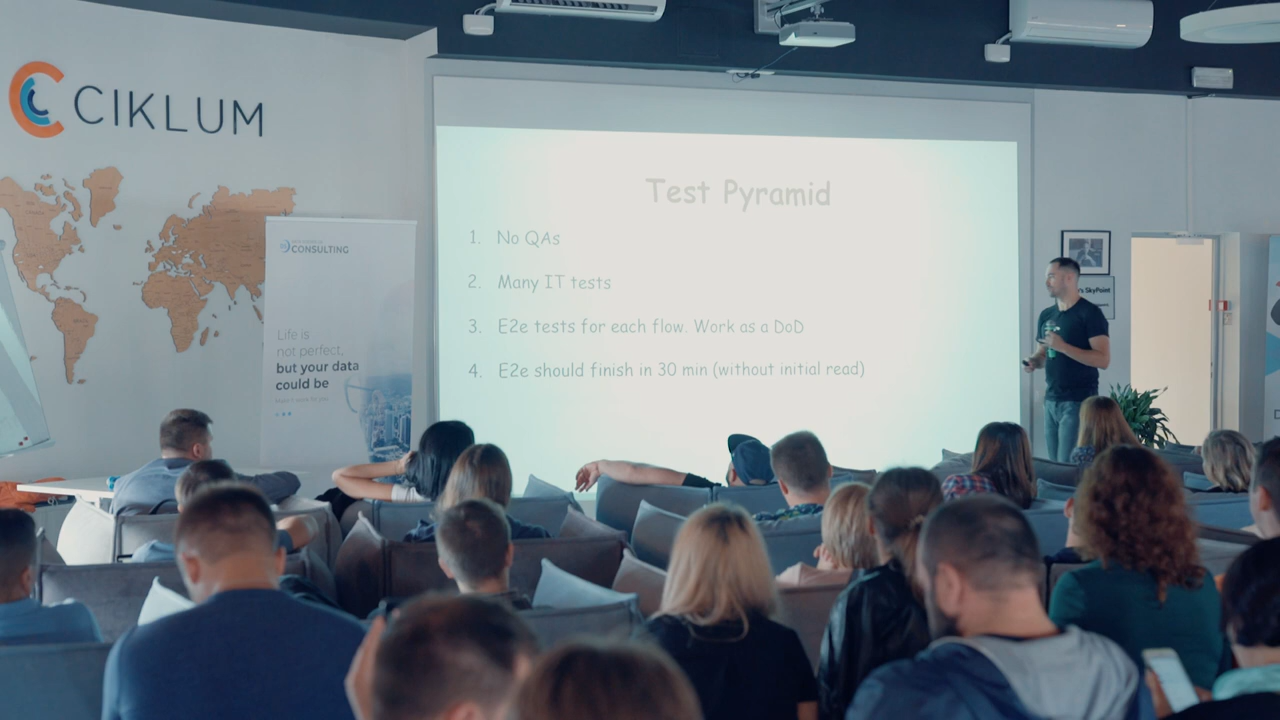 CIKLUM
CONSULTING
Life is
not perfect,
but your data
could be
Test Pyramid
1. No QAs
2. Many IT tests
3. E2e tests for each flow. Work as a DoD
4. E2e should finish in 30 min (without initial read)
's SkyPoint